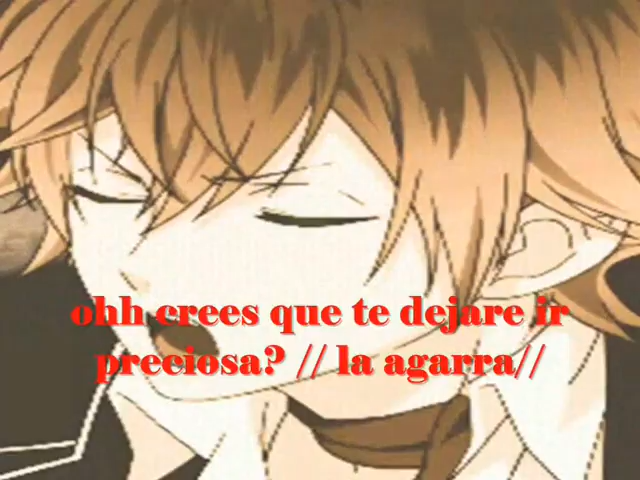 ohh crees que te dejare ir
preciosa? // la agarra//